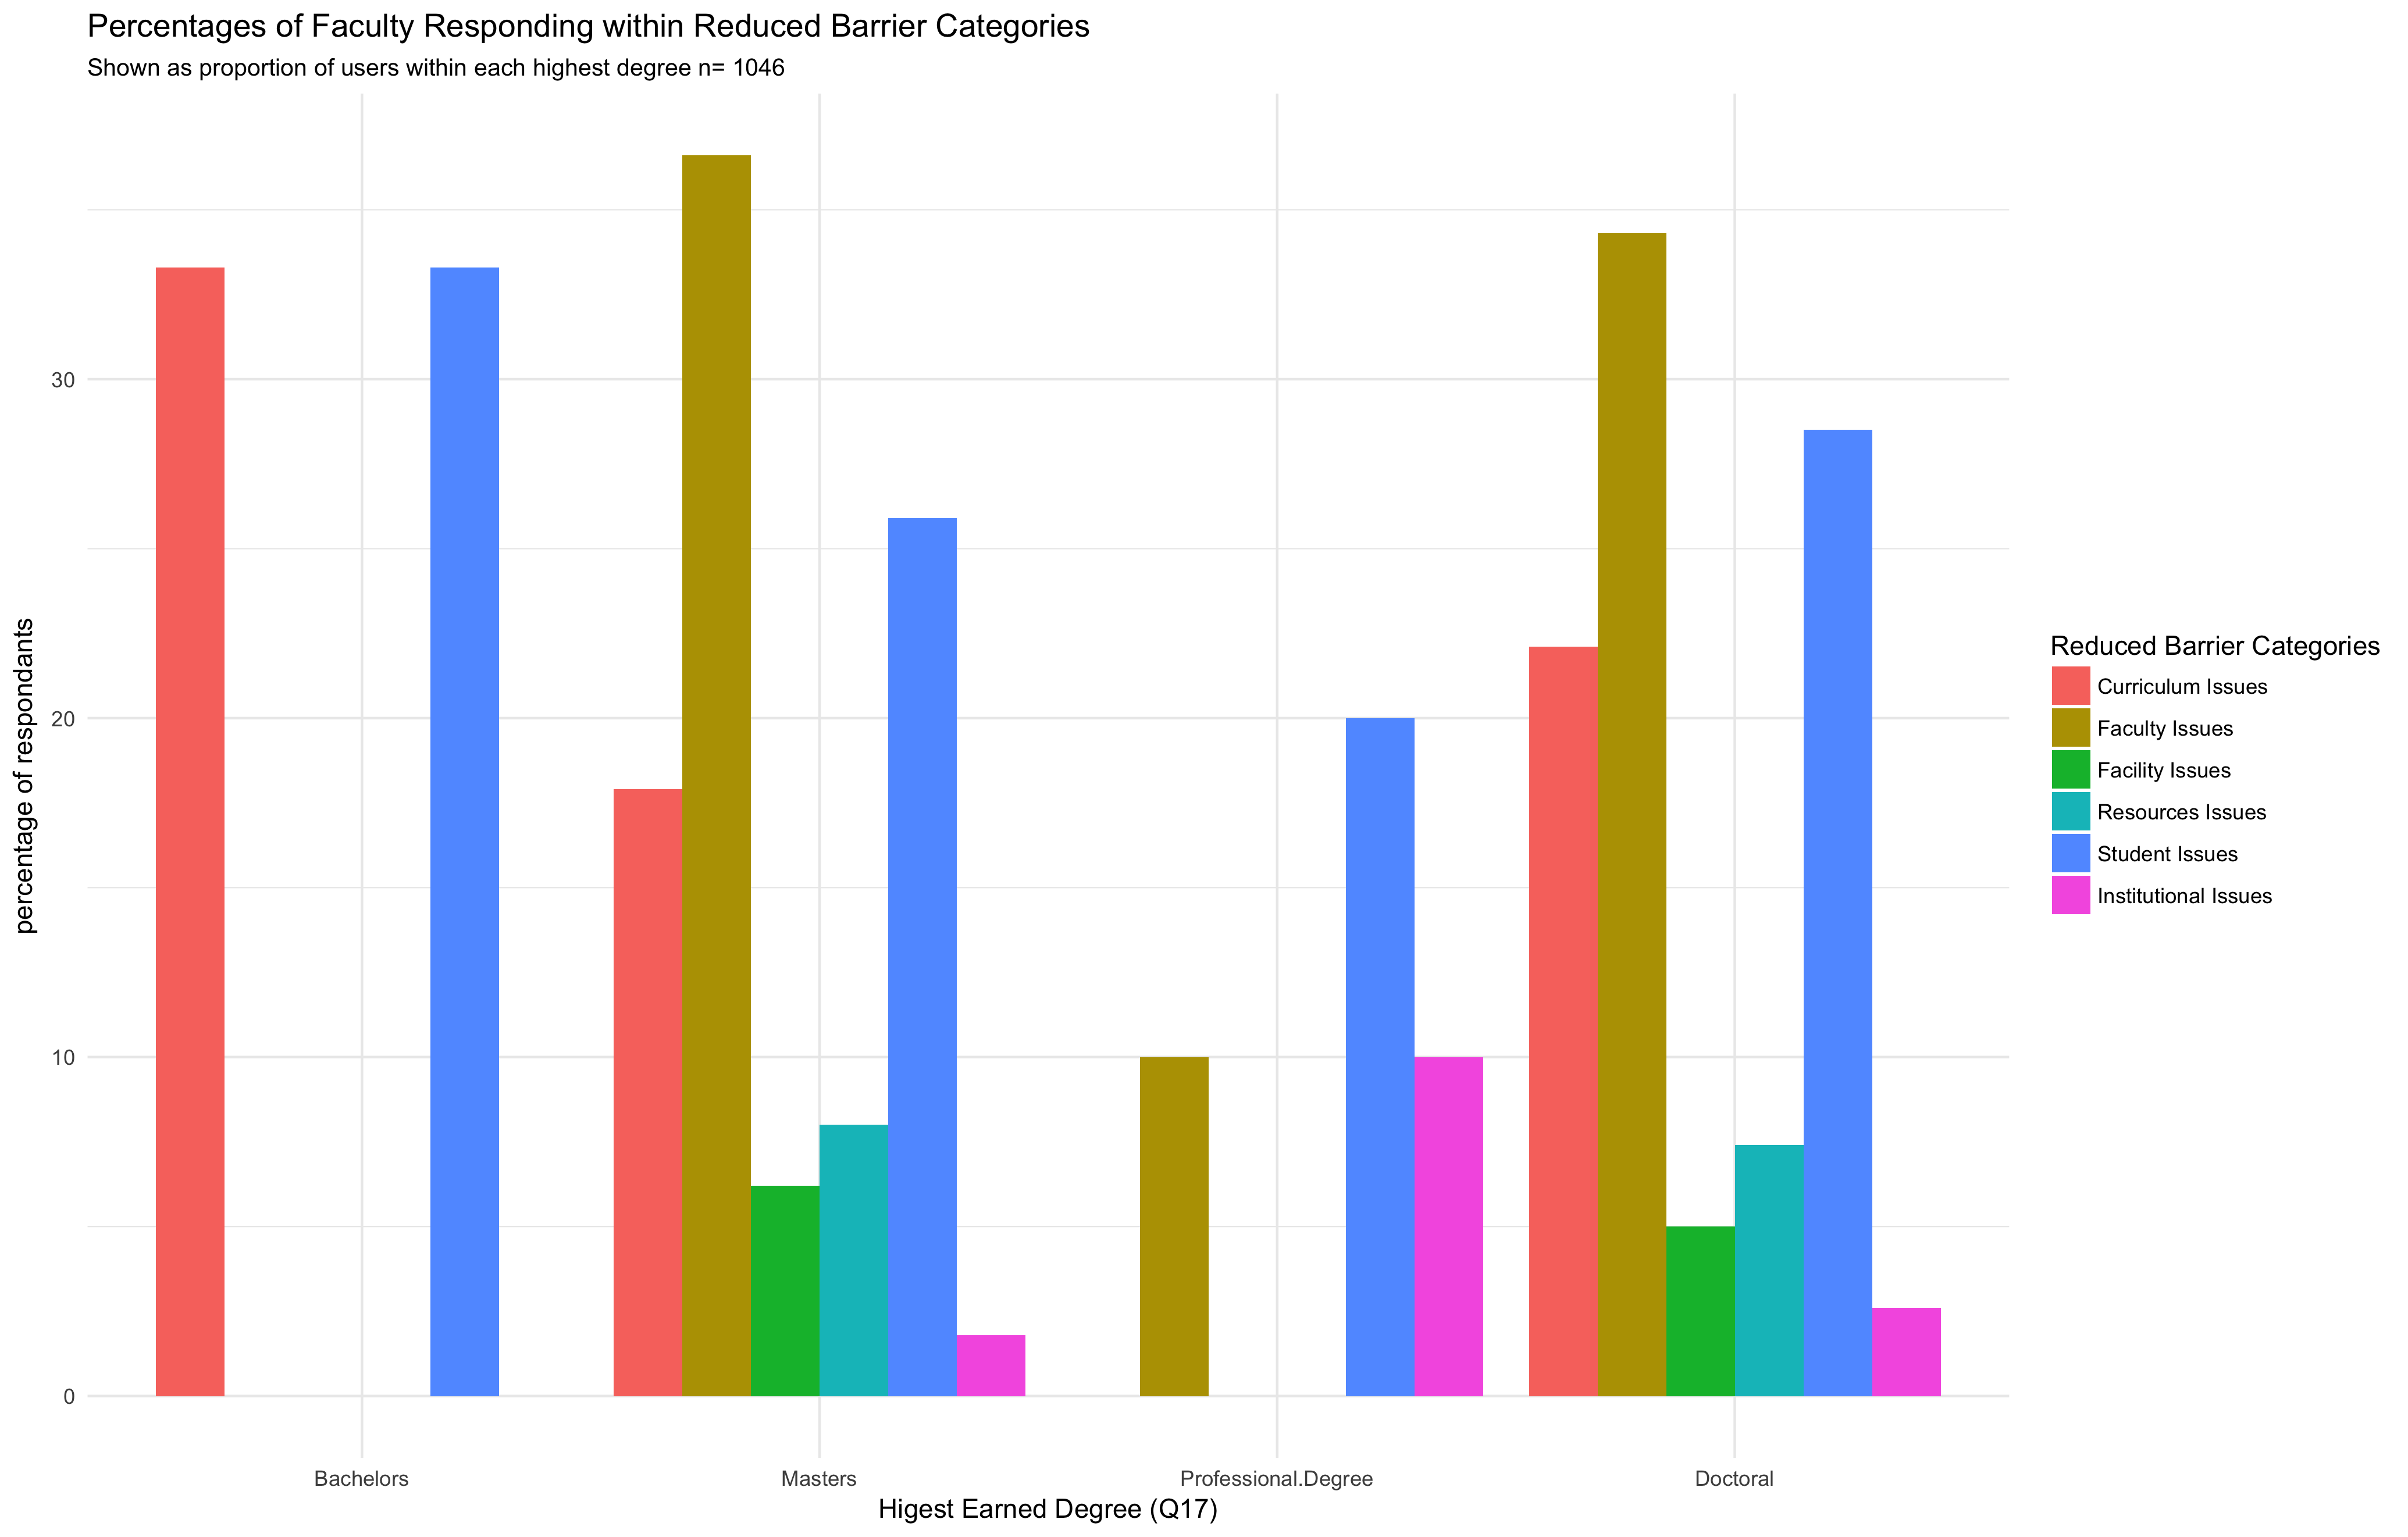 Percentages of Faculty Responding within Reduced Barrier Categories
Shown as proportion of users within each highest degree n= 1046
percentage of respondants
30
20
10
0
Bachelors
Masters
Professional.Degree
Doctoral
Higest Earned Degree (Q17)
Reduced Barrier Categories
Curriculum Issues
Faculty Issues
Facility Issues
Resources Issues
Student Issues
Institutional Issues